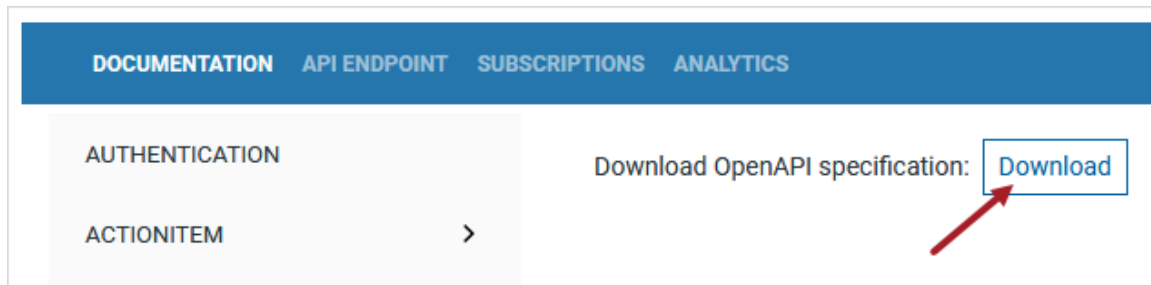 DOCUMENTATION API ENDPOINT SUBSCRIPTIONS ANALYTICS
AUTHENTICATION
Download OpenAPI specification: Download
ACTIONITEM